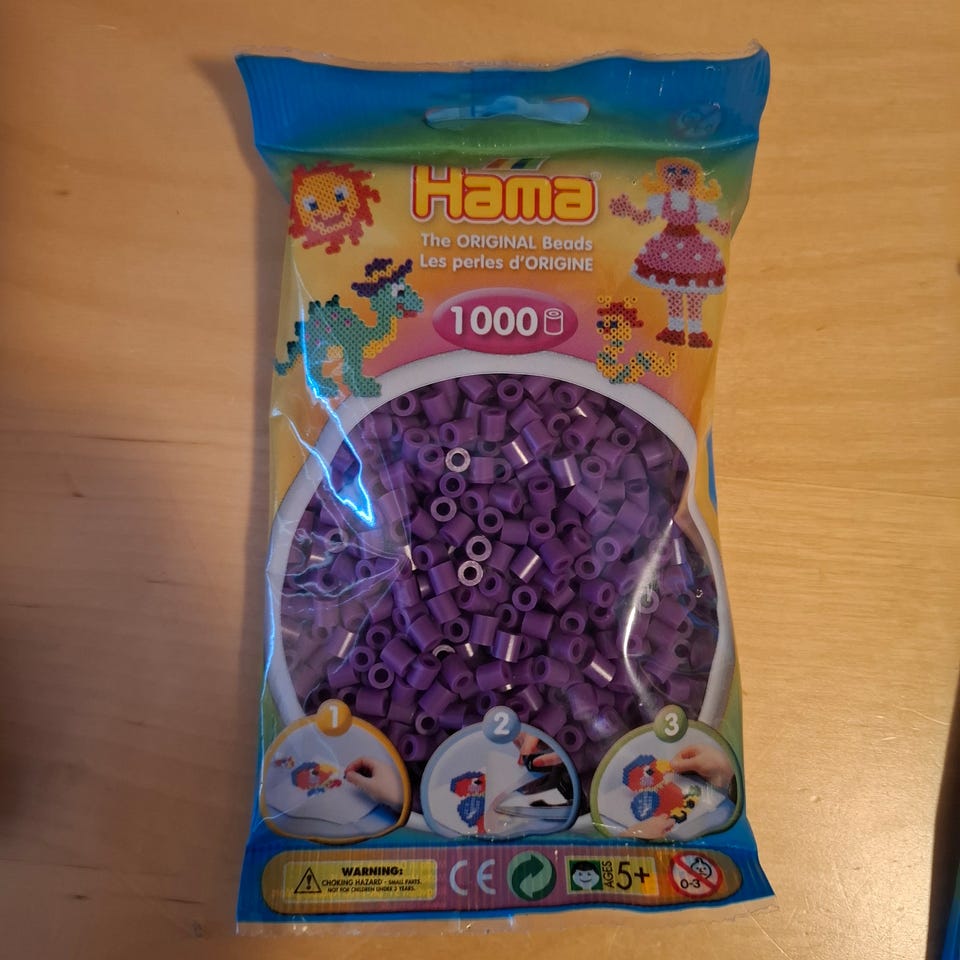 Hama®
The ORIGINAL Beads
Les perles d'ORIGINE
1000
1
2
3
WARNING:
CHOKING HAZARD - SMALL PARTS.
NOT FOR CHILDREN UNDER 3 YEARS.
CE
AGES 5+
0-3